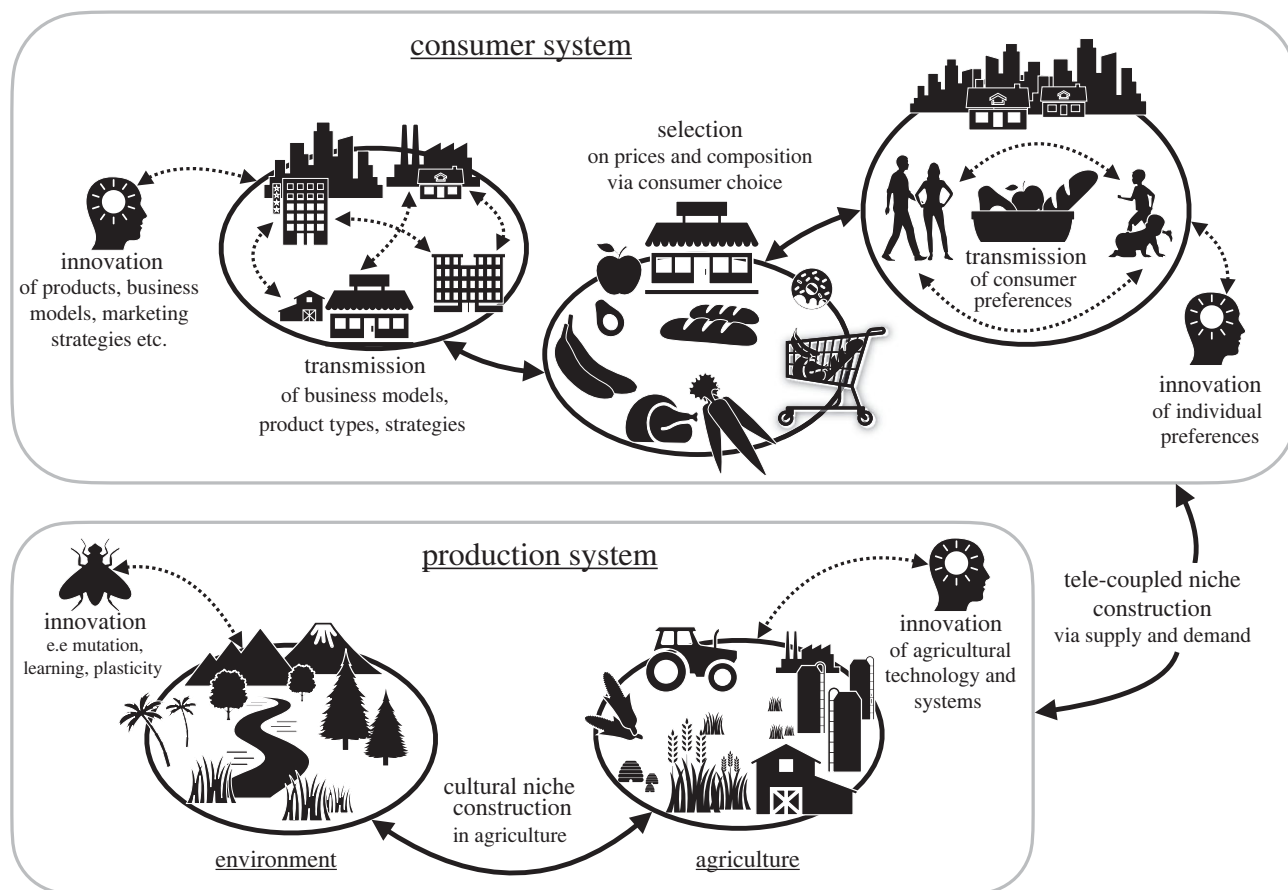 consumer system
selection
on prices and composition
via consumer choice
innovation
of products, business
models, marketing
strategies etc.
transmission
of business models,
product types, strategies
transmission
of consumer
preferences
innovation
of individual
preferences
production system
innovation
e.e mutation,
learning, plasticity
innovation
of agricultural
technology and
systems
tele-coupled niche
construction
via supply and demand
cultural niche
construction
in agriculture
environment
agriculture